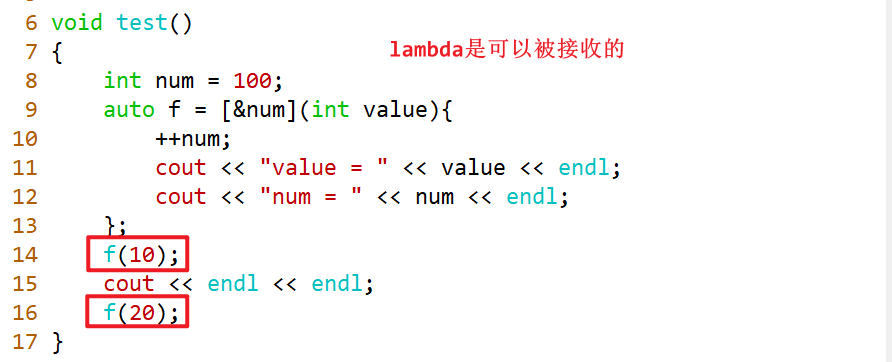 6 void test()
7 {
lambda是可以被接收的
8     int num = 100;
9     auto f = [&num](int value){
10         ++num;
11         cout << "value = " << value << endl;
12         cout << "num = " << num << endl;
13     };
14     f(10);
15     cout << endl << endl;
16     f(20);
17 }